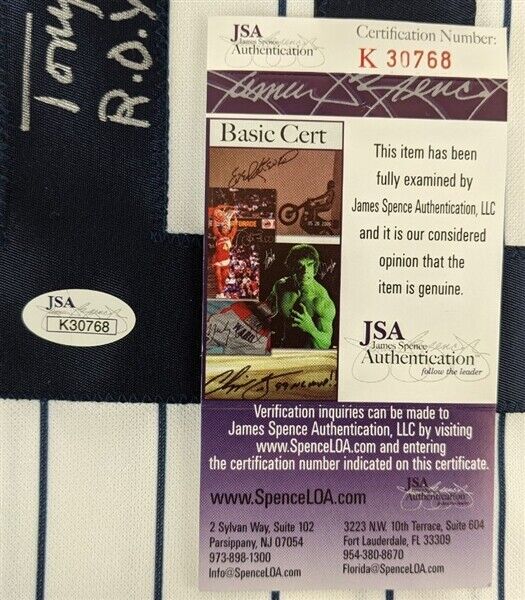 Tony
R.O.Y
JSA
K30768
JSA
James Spence
Authentication
Certification Number:
K 30768
James Spence
Basic Cert
This item has been
fully examined by
James Spence Authentication, LLC
and it is our considered
opinion that the
item is genuine.
JSA
James Spence
Authentication
follow the leader
Verification inquiries can be made to
James Spence Authentication, LLC by visiting
www.SpenceLOA.com and entering
the certification number indicated on this certificate.
www.SpenceLOA.com
JSA
Authentication
2 Sylvan Way, Suite 102
Parsippany, NJ 07054
973-898-1300
Info@SpenceLOA.com
3223 N.W. 10th Terrace, Suite 604
Fort Lauderdale, FL 33309
954-380-8670
Florida@SpenceLOA.com